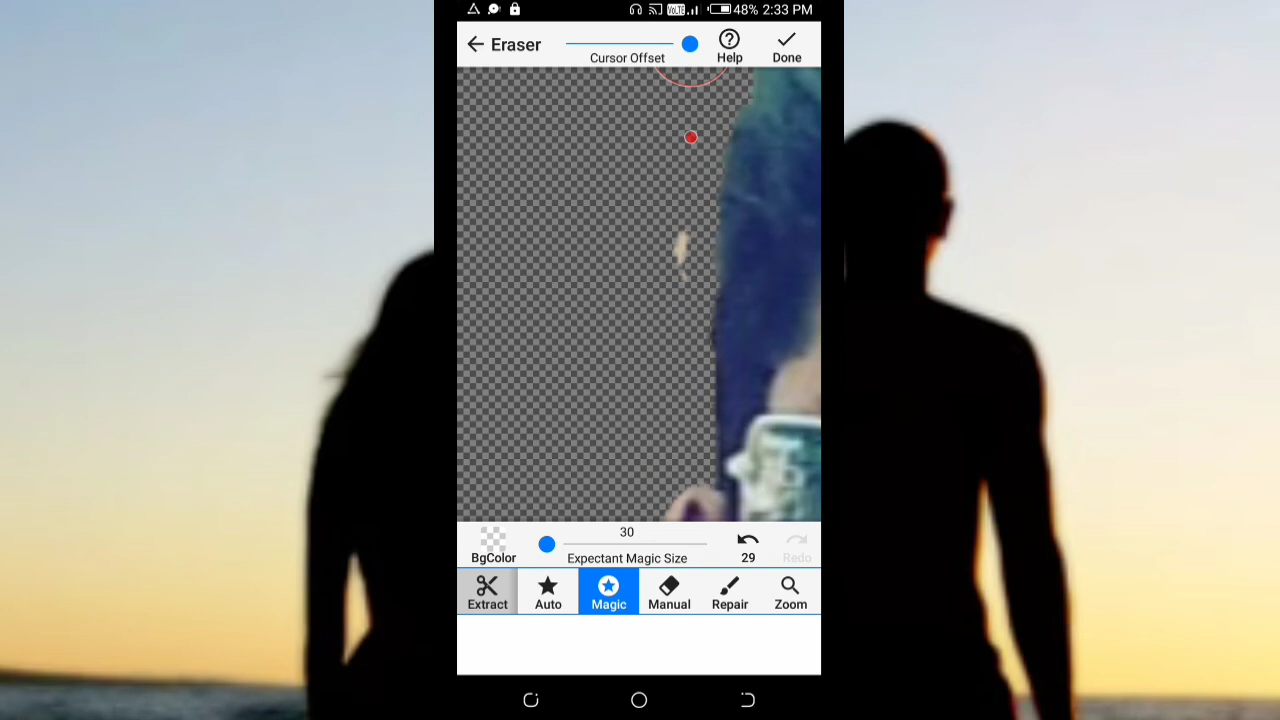 VoLTE 48% 2:33 PM
Eraser
Cursor Offset
Help
Done
30
BgColor
Expectant Magic Size
29
Redo
Extract
Auto
Magic
Manual
Repair
Zoom